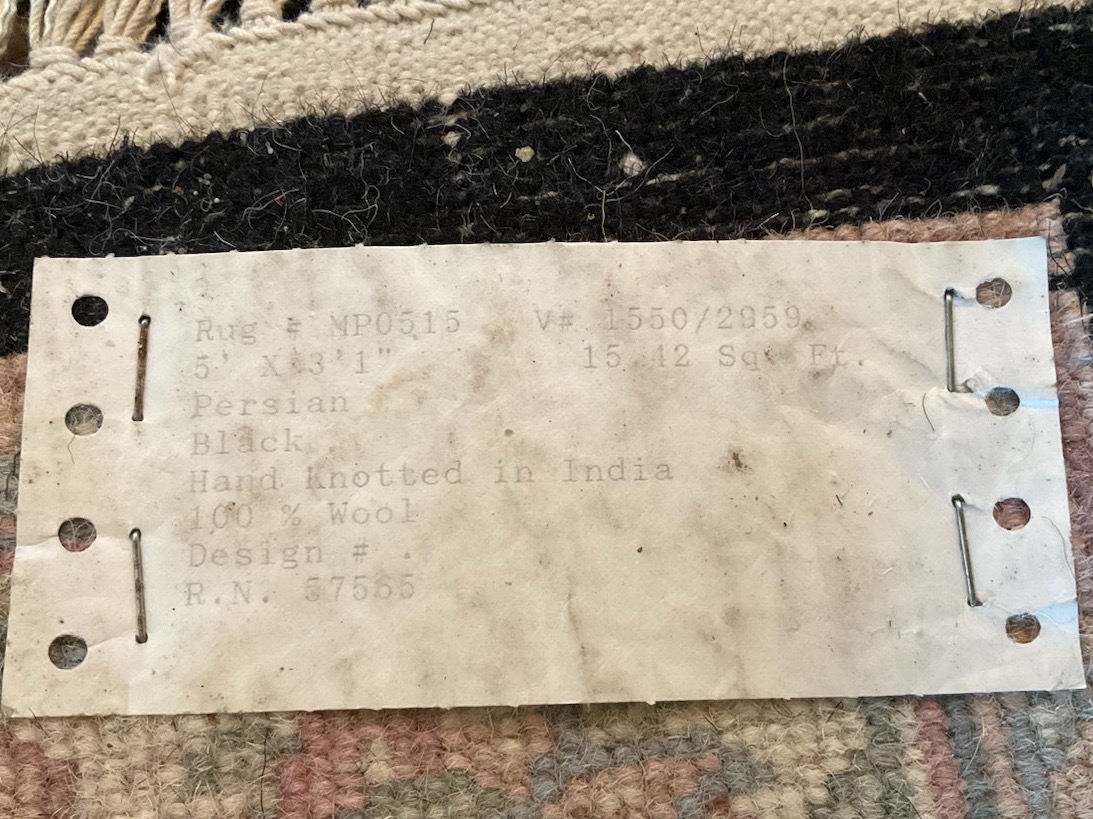 Rug # MP0515 V# 1550/2959
5' X 3'1" 15.42 Sq. Ft.
Persian
Black
Hand Knotted in India
100 % Wool
Design # .
R.N. 57565